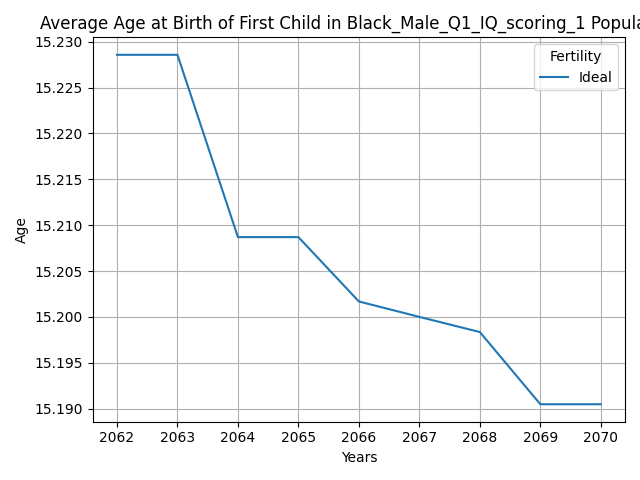 Average Age at Birth of First Child in Black_Male_Q1_IQ_scoring_1 Popula
Fertility
Ideal
15.230
15.225
15.220
15.215
15.210
15.205
15.200
15.195
15.190
Age
2062 2063 2064 2065 2066 2067 2068 2069 2070
Years